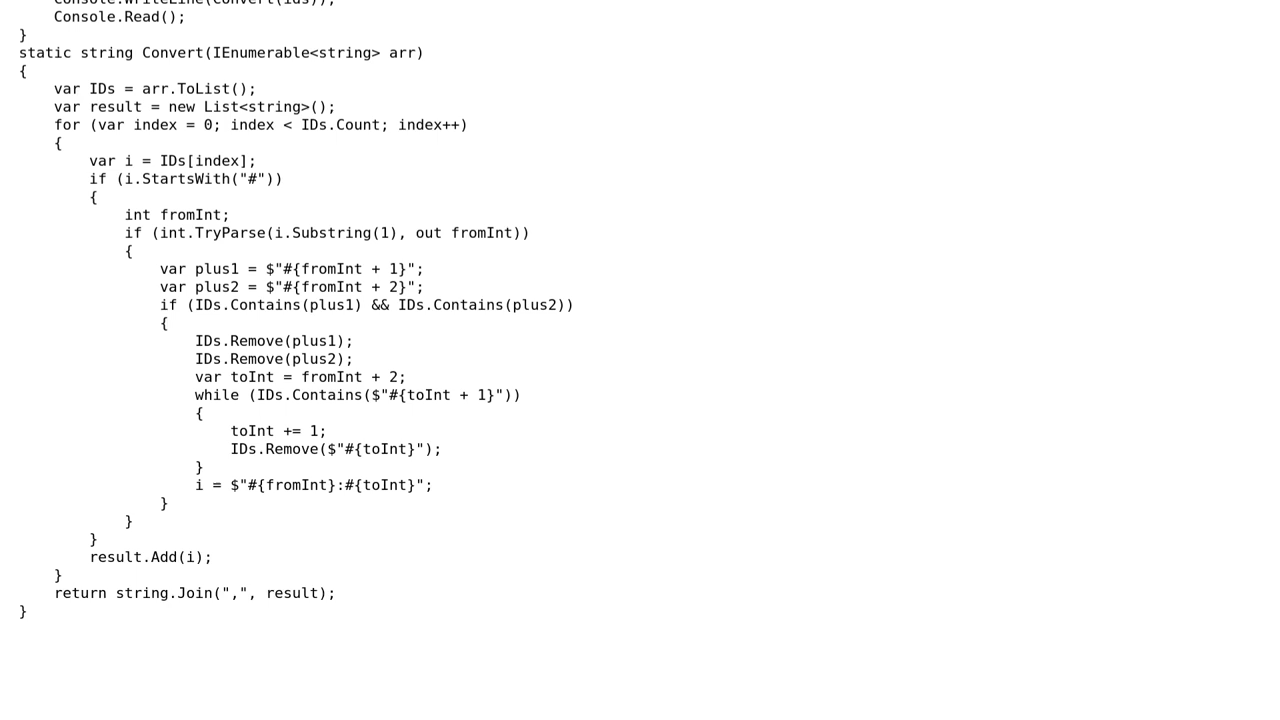 Console.WriteLine(Convert(ids));
    Console.Read();
}
static string Convert(IEnumerable<string> arr)
{
    var IDs = arr.ToList();
    var result = new List<string>();
    for (var index = 0; index < IDs.Count; index++)
    {
        var i = IDs[index];
        if (i.StartsWith("#"))
        {
            int fromInt;
            if (int.TryParse(i.Substring(1), out fromInt))
            {
                var plus1 = $"#{fromInt + 1}";
                var plus2 = $"#{fromInt + 2}";
                if (IDs.Contains(plus1) && IDs.Contains(plus2))
                {
                    IDs.Remove(plus1);
                    IDs.Remove(plus2);
                    var toInt = fromInt + 2;
                    while (IDs.Contains($"#{toInt + 1}"))
                    {
                        toInt += 1;
                        IDs.Remove($"#{toInt}");
                    }
                    i = $"#{fromInt}:#{toInt}";
                }
            }
        }
        result.Add(i);
    }
    return string.Join(",", result);
}